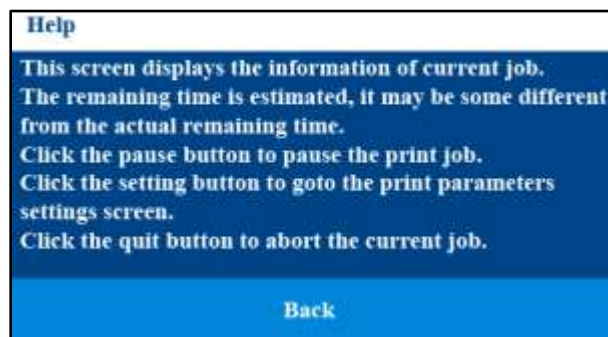 Help
This screen displays the information of current job.
The remaining time is estimated, it may be some different
from the actual remaining time.
Click the pause button to pause the print job.
Click the setting button to goto the print parameters
settings screen.
Click the quit button to abort the current job.
Back